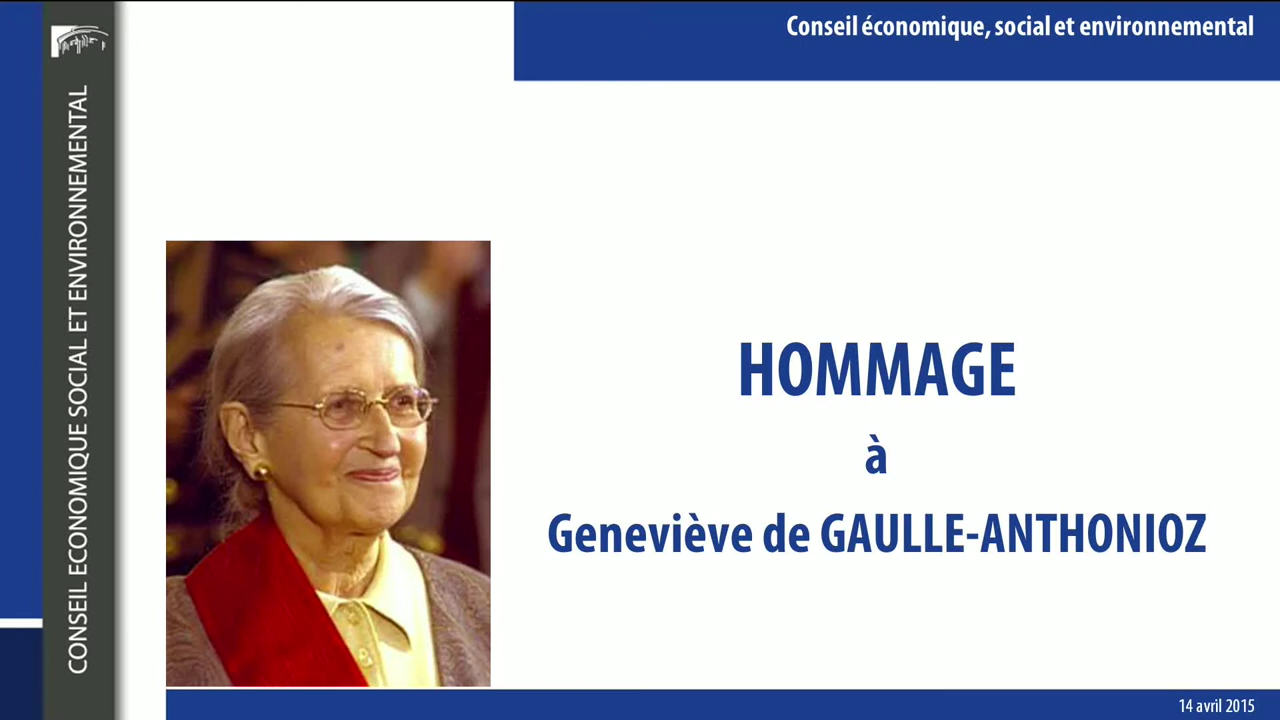 Conseil économique, social et environnemental
CONSEIL ECONOMIQUE SOCIAL ET ENVIRONNEMENTAL
HOMMAGE
à
Geneviève de GAULLE-ANTHONIOZ
14 avril 2015